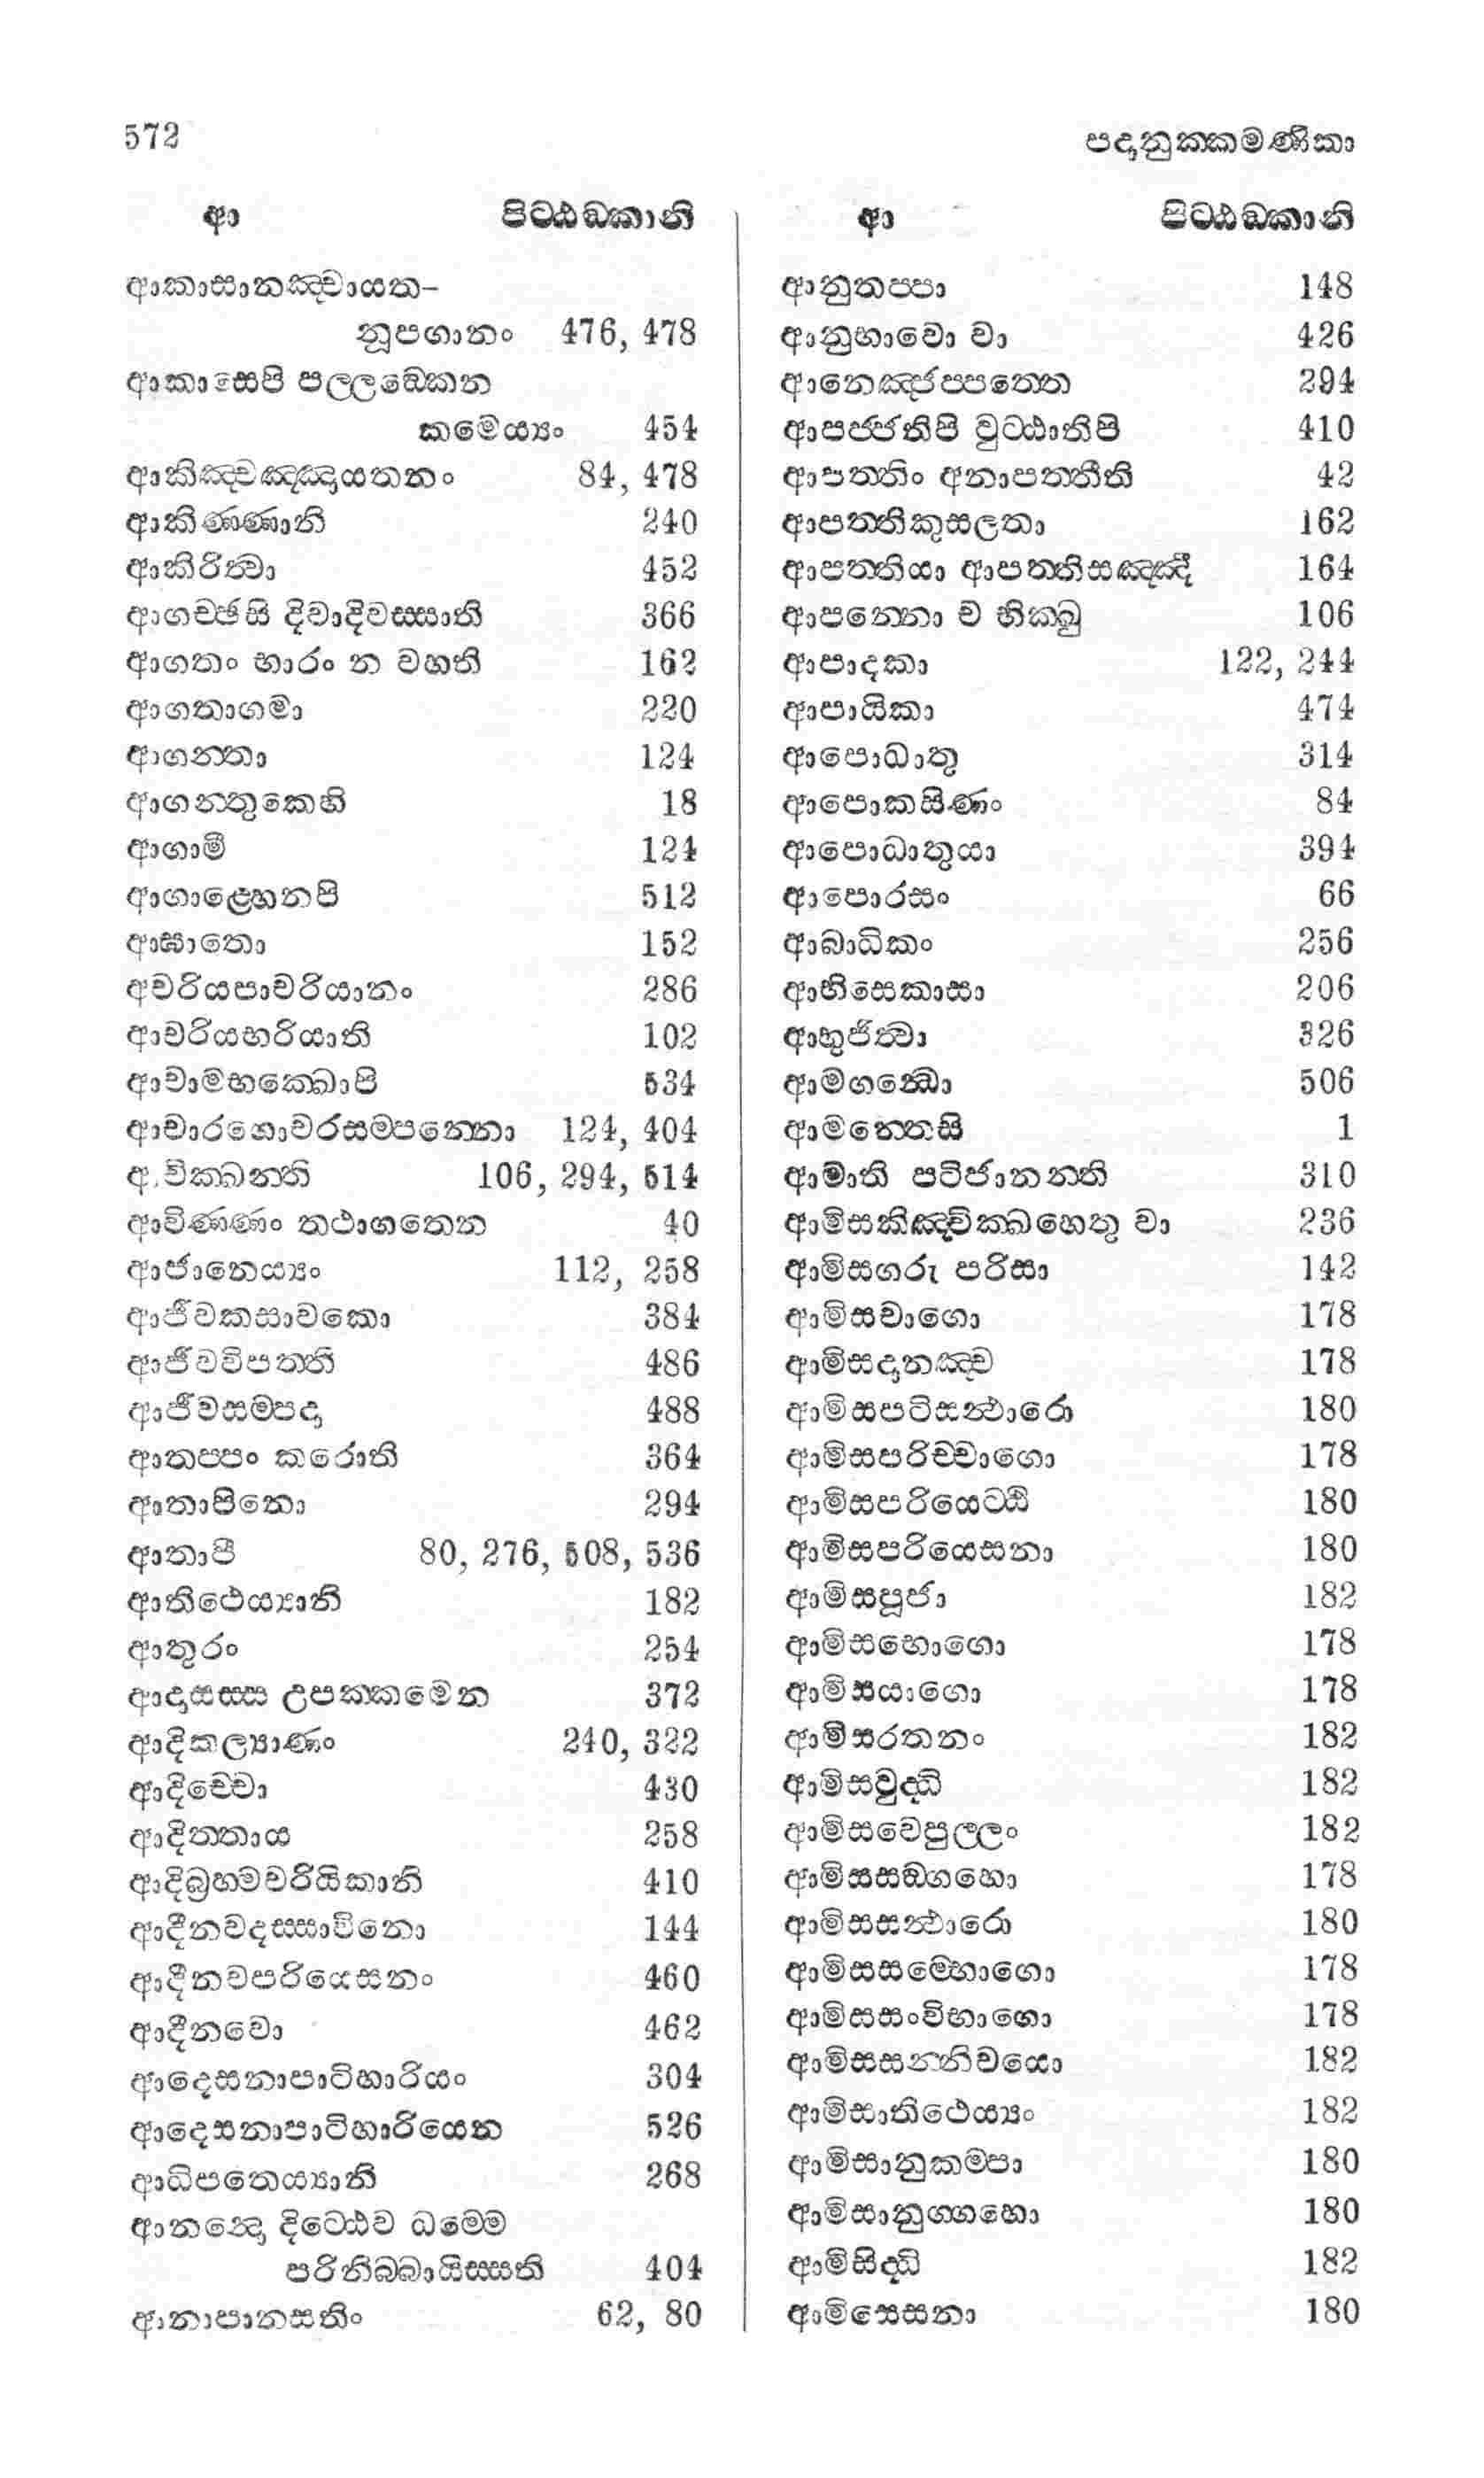 572 පදානුක්කමණිකා
ආ පිට්ඨඞ්කානි
ආකාසානඤ්චායත–
නූපගානං 476, 478
ආකාසෙපි පල්ලඞ්කෙන
කමෙය්‍යං 454
ආකිඤ්චඤ්ඤායතනං 84, 478
ආකිණ්ණානි 240
ආකිරිත්‍වා 452
ආගච්ඡසි දිවාදිවස්සාති 366
ආගතං භාරං න වහති 162
ආගතාගමා 220
ආගන්තා 124
ආගන්තුකෙහි 18
ආගාමී 124
ආගාළ්හෙනපි 512
ආඝාතො 152
අචරියපාචරියානං 286
ආචරියභරියාති 102
ආචාමභක්ඛොපි 534
ආචාරගොචරසම්පන්නො 124, 404
ආචික්ඛන්ති 106, 294, 514
ආචිණ්ණං තථාගතෙන 40
ආජානෙය්‍යං 112, 258
ආජීවකසාවකො 384
ආජීවවිපත්ති 486
ආජීවසම්පදා 488
ආතප්පං කරොති 364
ආතාපිනො 294
ආතාපී 80, 276, 508, 536
ආතිථෙය්‍යානි 182
ආතුරං 254
ආදාසස්ස උපක්කමෙන 372
ආදිකල්‍යාණං 240, 322
ආදිච්චො 430
ආදිත්තාය 258
ආදිබ්‍රහ්මචරියිකානි 410
ආදීනවදස්සාවිනො 144
ආදීනවපරියෙසනං 460
ආදීනවො 462
ආදෙසනාපාටිහාරියං 304
ආදෙසනාපාටිහාරියෙන 526
ආධිපතෙය්‍යානි 268
ආනන්‍දො දිට්ඨෙව ධම්මෙ
පරිනිබ්බායිස්සති 404
ආනාපානසතිං 62, 80
ආ පිට්ඨඞ්කානි
ආනුතප්පා 148
ආනුභාවො වා 426
ආනෙඤ්ජප්පත්තෙ 294
ආපජ්ජතිපි වුට්ඨාතිපි 410
ආපත්තිං අනාපත්තීති 42
ආපත්තිකුසලතා 162
ආපත්තියා ආපත්තිසඤ්ඤී 164
ආපන්නො ච භික්ඛු 106
ආපාදකා 122, 244
ආපායිකා 474
ආපොධාතු 314
ආපොකසිණං 84
ආපොධාතුයා 394
ආපොරසං 66
ආබාධිකං 256
ආභිසෙකාසා 206
ආභුජිත්‍වා 326
ආමගන්‍ධො 506
ආමන්තෙසි 1
ආමාති පටිජානන්ති 310
ආමිසකිඤ්චික්ඛහෙතු වා 236
ආමිසගරු පරිසා 142
ආමිසචාගො 178
ආමිසදානඤ්ච 178
ආමිසපටිසන්‍ථාරො 180
ආමිසපරිච්චාගො 178
ආමිසපරියෙට්ඨි 180
ආමිසපරියෙසනා 180
ආමිසපූජා 182
ආමිසභොගො 178
ආමිසයාගො 178
ආමිසරතනං 182
ආමිසවුද්ධි 182
ආමිසවෙපුල්ලං 182
ආමිසසඞ්ගහො 178
ආමිසසන්‍ථාරො 180
ආමිසසම්භොගො 178
ආමිසසංවිභාගො 178
ආමිසසන්නිචයො 182
ආමිසාතිථෙය්‍යං 182
ආමිසානුකම්පා 180
ආමිසානුග්ගහො 180
ආමිසිද්ධි 182
ආමිසෙසනා 180